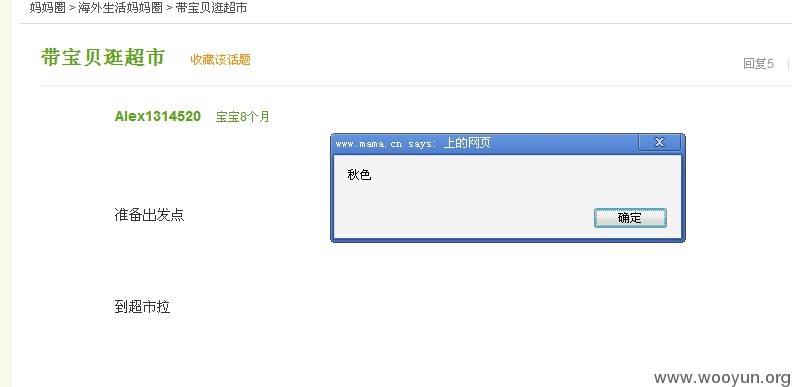 妈妈圈 > 海外生活妈妈圈 > 带宝贝逛超市
带宝贝逛超市 收藏该话题
回复5 |
Alex1314520 宝宝8个月
www.mama.cn says: 上的网页
秋色
确定
准备出发点
到超市拉
www.wooyun.org